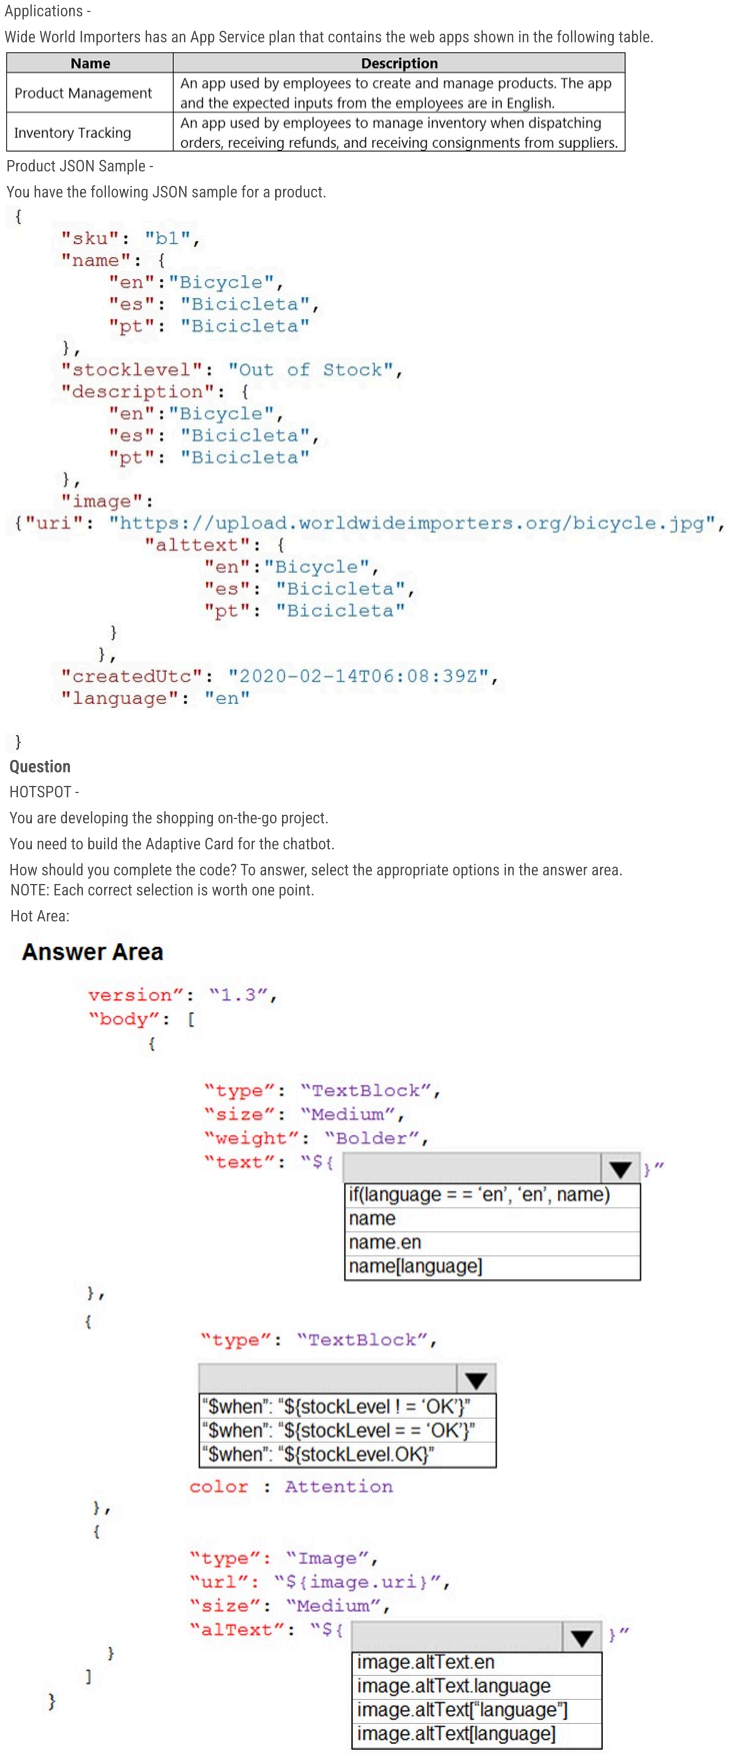 Applications -
Wide World Importers has an App Service plan that contains the web apps shown in the following table.
Name Description
Product Management An app used by employees to create and manage products. The app
and the expected inputs from the employees are in English.
Inventory Tracking An app used by employees to manage inventory when dispatching
orders, receiving refunds, and receiving consignments from suppliers.
Product JSON Sample -
You have the following JSON sample for a product.
{
"sku": "b1",
"name": {
"en":"Bicycle",
"es": "Bicicleta",
"pt": "Bicicleta"
},
"stocklevel": "Out of Stock",
"description": {
"en":"Bicycle",
"es": "Bicicleta",
"pt": "Bicicleta"
},
"image":
{"uri": "https://upload.worldwideimporters.org/bicycle.jpg",
"alttext": {
"en":"Bicycle",
"es": "Bicicleta",
"pt": "Bicicleta"
}
},
"createdUtc": "2020-02-14T06:08:39Z",
"language": "en"
}
Question
HOTSPOT -
You are developing the shopping on-the-go project.
You need to build the Adaptive Card for the chatbot.
How should you complete the code? To answer, select the appropriate options in the answer area.
NOTE: Each correct selection is worth one point.
Hot Area:
Answer Area
version”: “1.3”,
“body”: [
{
“type”: “TextBlock”,
“size”: “Medium”,
“weight”: “Bolder”,
“text”: “${ }”
if(language = = ‘en’, ‘en’, name)
name
name.en
name[language]
},
{
“type”: “TextBlock”,
“$when”: “${stockLevel ! = ‘OK’}”
“$when”: “${stockLevel = = ‘OK’}”
“$when”: “${stockLevel.OK}”
color : Attention
},
{
“type”: “Image”,
“url”: “${image.uri}”,
“size”: “Medium”,
“alText”: “${ }”
image.altText.en
image.altText.language
image.altText[“language”]
image.altText[language]
}
]
}